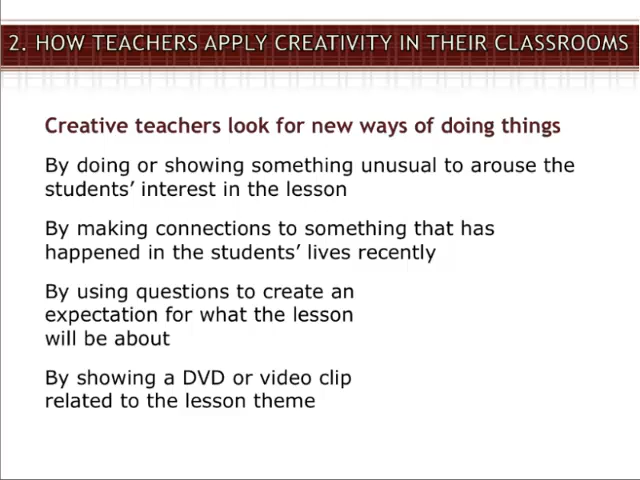 2. HOW TEACHERS APPLY CREATIVITY IN THEIR CLASSROOMS
Creative teachers look for new ways of doing things
By doing or showing something unusual to arouse the
students’ interest in the lesson
By making connections to something that has
happened in the students’ lives recently
By using questions to create an
expectation for what the lesson
will be about
By showing a DVD or video clip
related to the lesson theme